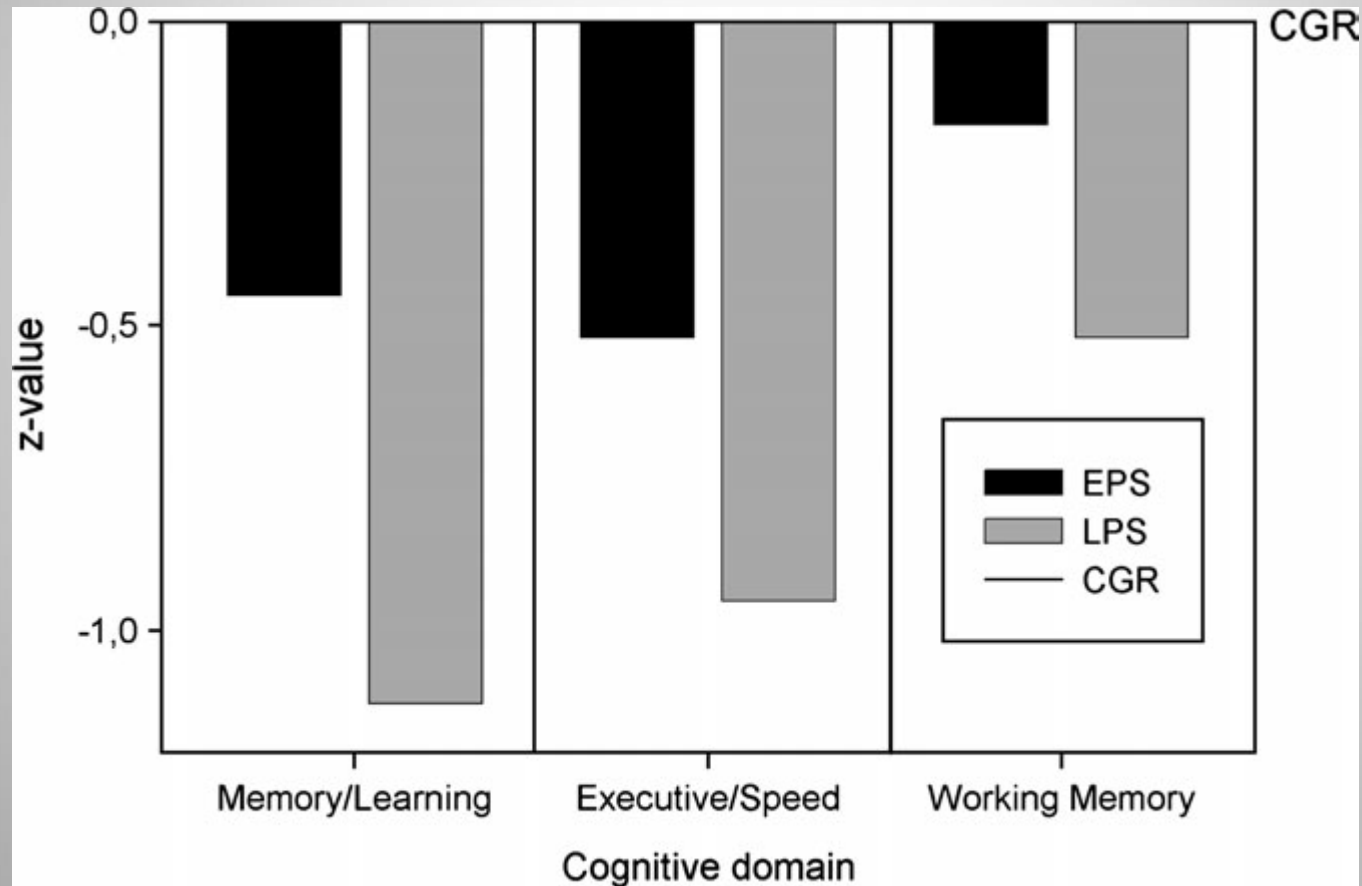 0,0
CGR
-0,5
-1,0
z-value
EPS
LPS
CGR
Memory/Learning
Executive/Speed
Working Memory
Cognitive domain